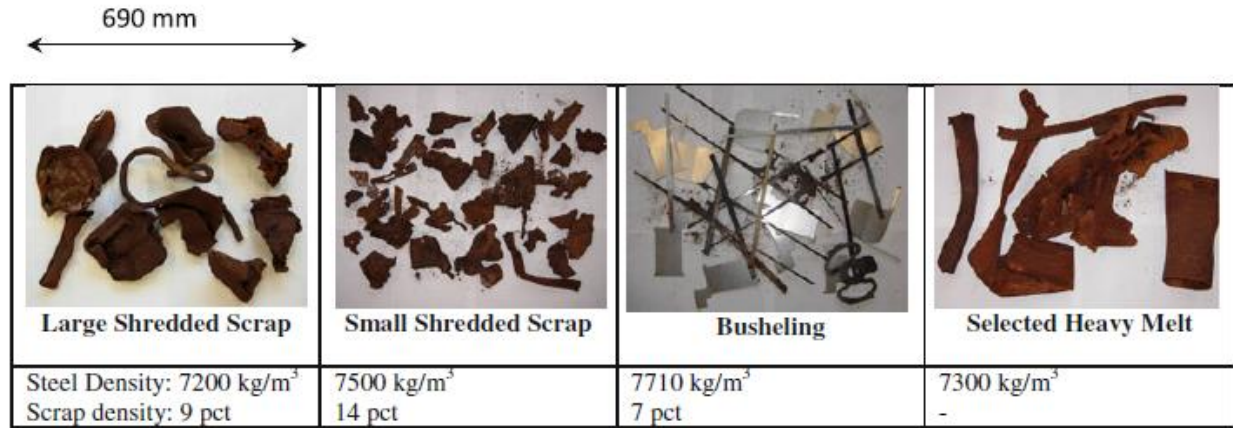 690 mm
Large Shredded Scrap
Small Shredded Scrap
Busheling
Selected Heavy Melt
Steel Density: 7200 kg/m³
Scrap density: 9 pct
7500 kg/m³
14 pct
7710 kg/m³
7 pct
7300 kg/m³
-